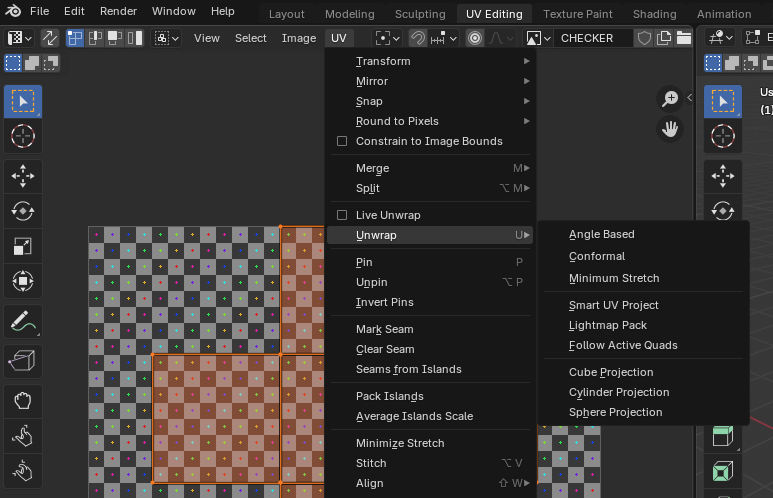 File Edit Render Window Help Layout Modeling Sculpting UV Editing Texture Paint Shading Animation
View Select Image UV CHECKER E
Transform
Mirror
Snap
Round to Pixels
Constrain to Image Bounds
Merge M
Split ⌥ M
Live Unwrap
Unwrap U
Pin P
Unpin ⌥ P
Invert Pins
Mark Seam
Clear Seam
Seams from Islands
Pack Islands
Average Islands Scale
Minimize Stretch
Stitch ⌥ V
Align ⇧ W
Angle Based
Conformal
Minimum Stretch
Smart UV Project
Lightmap Pack
Follow Active Quads
Cube Projection
Cylinder Projection
Sphere Projection
Us
(1)